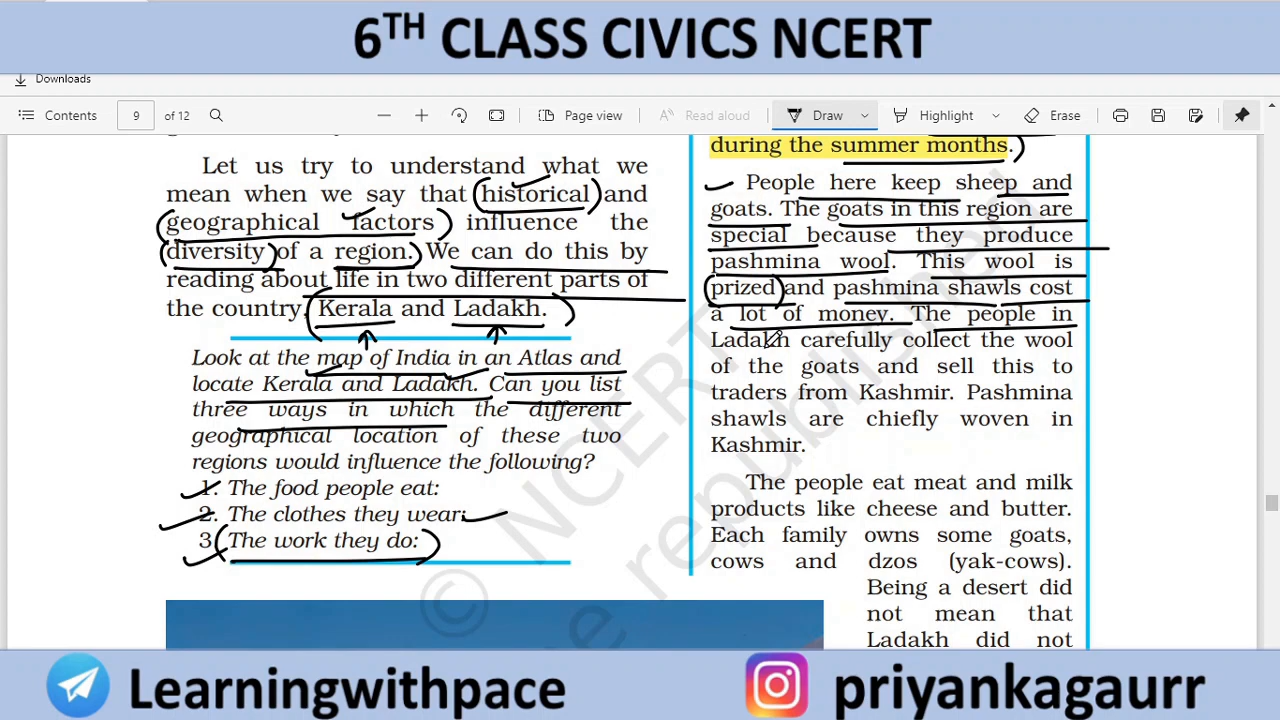 6TH CLASS CIVICS NCERT
Downloads
Contents 9 of 12 Page view Read aloud Draw Highlight Erase
Let us try to understand what we
mean when we say that historical and
geographical factors influence the
diversity of a region. We can do this by
reading about life in two different parts of
the country, Kerala and Ladakh.
Look at the map of India in an Atlas and
locate Kerala and Ladakh. Can you list
three ways in which the different
geographical location of these two
regions would influence the following?
1. The food people eat:
2. The clothes they wear:
3 The work they do:
during the summer months.
People here keep sheep and
goats. The goats in this region are
special because they produce
pashmina wool. This wool is
prized and pashmina shawls cost
a lot of money. The people in
Ladakh carefully collect the wool
of the goats and sell this to
traders from Kashmir. Pashmina
shawls are chiefly woven in
Kashmir.
The people eat meat and milk
products like cheese and butter.
Each family owns some goats,
cows and dzos (yak-cows).
Being a desert did
not mean that
Ladakh did not
© NCERT
be republished
Learningwithpace
priyankagaurr